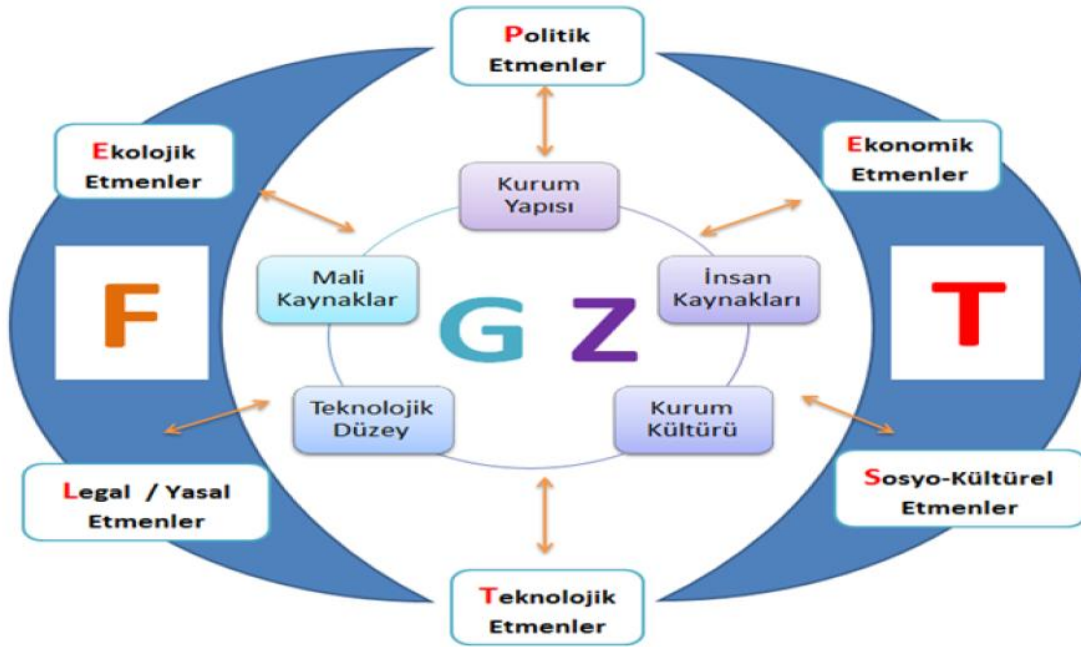 Politik
Etmenler
Ekolojik
Etmenler
Ekonomik
Etmenler
Kurum
Yapısı
Mali
Kaynaklar
İnsan
Kaynakları
F
G Z
T
Teknolojik
Düzey
Kurum
Kültürü
Legal / Yasal
Etmenler
Sosyo-Kültürel
Etmenler
Teknolojik
Etmenler